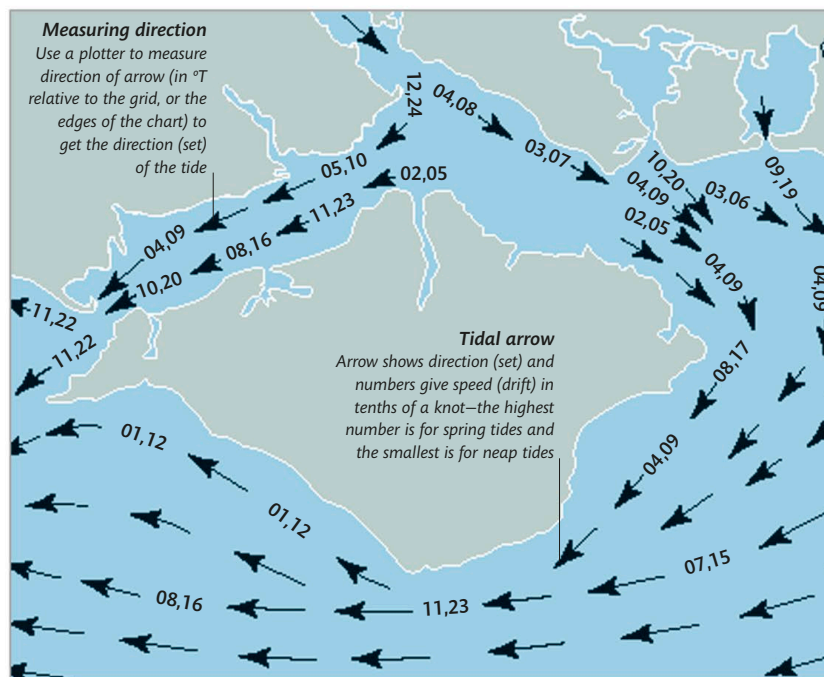 Measuring direction
Use a plotter to measure
direction of arrow (in °T
relative to the grid, or the
edges of the chart) to
get the direction (set)
of the tide
12,24
04,08
03,07
05,10
02,05
11,23
04,09
08,16
10,20
11,22
11,22
10,20
04,09
02,05
03,06
09,19
04,09
04,09
08,17
04,09
Tidal arrow
Arrow shows direction (set) and
numbers give speed (drift) in
tenths of a knot—the highest
number is for spring tides and
the smallest is for neap tides
01,12
01,12
07,15
08,16
11,23